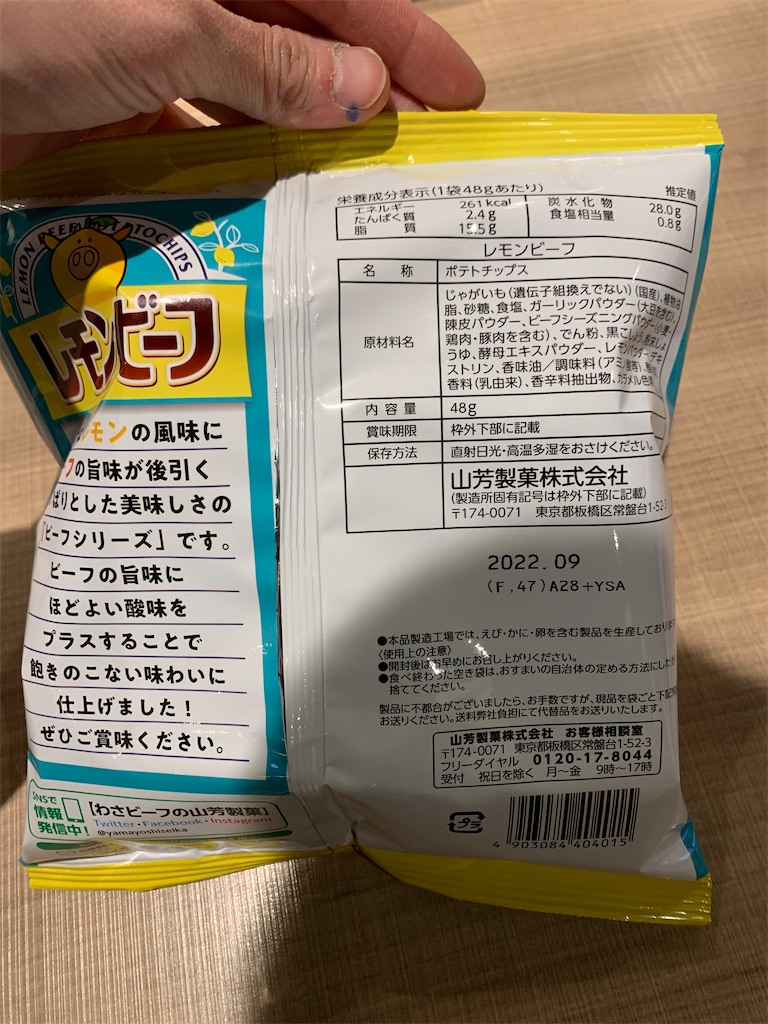 LEMON BEEF POTATOCHIPS
レモンビーフ
レモンの風味に
の旨味が後引く
ぱりとした美味しさの
「ビーフシリーズ」です。
ビーフの旨味に
ほどよい酸味を
プラスすることで
飽きのこない味わいに
仕上げました！
ぜひご賞味ください。
SNSで
情報
発信中！
【わさビーフの山芳製菓】
Twitter・Facebook・Instagram
@yamayoshiseika
栄養成分表示(1袋48gあたり) 推定値
エネルギー 261kcal 炭水化物 28.0g
たんぱく質 2.4g 食塩相当量 0.8g
脂質 15.5g
レモンビーフ
名称 ポテトチップス
原材料名 じゃがいも(遺伝子組換えでない)(国産)、植物油
脂、砂糖、食塩、ガーリックパウダー(大豆を含む)、
陳皮パウダー、ビーフシーズニングパウダー(小麦・
鶏肉・豚肉を含む)、でん粉、黒こしょう、粉末しょ
うゆ、酵母エキスパウダー、レモンパウダー、デキ
ストリン、香味油／調味料(アミノ酸等)、
香料(乳由来)、香辛料抽出物、カラメル色素
内容量 48g
賞味期限 枠外下部に記載
保存方法 直射日光・高温多湿をおさけください。
山芳製菓株式会社
(製造所固有記号は枠外下部に記載)
〒174-0071 東京都板橋区常盤台1-52-3
2022.09
(F,47)A28+YSA
●本品製造工場では、えび・かに・卵を含む製品を生産しており
〈使用上の注意〉
●開封後はお早めにお召し上がりください。
●食べ終わった空き袋は、おすまいの自治体の定める方法にした
捨ててください。
製品に不都合がございましたら、お手数ですが、現品を袋ごと下記
お送りください。送料弊社負担にて代替品をお送りいたします。
山芳製菓株式会社 お客様相談室
〒174-0071 東京都板橋区常盤台1-52-3
フリーダイヤル 0120-17-8044
受付 祝日を除く 月〜金 9時〜17時
プラ
4 903084 404015